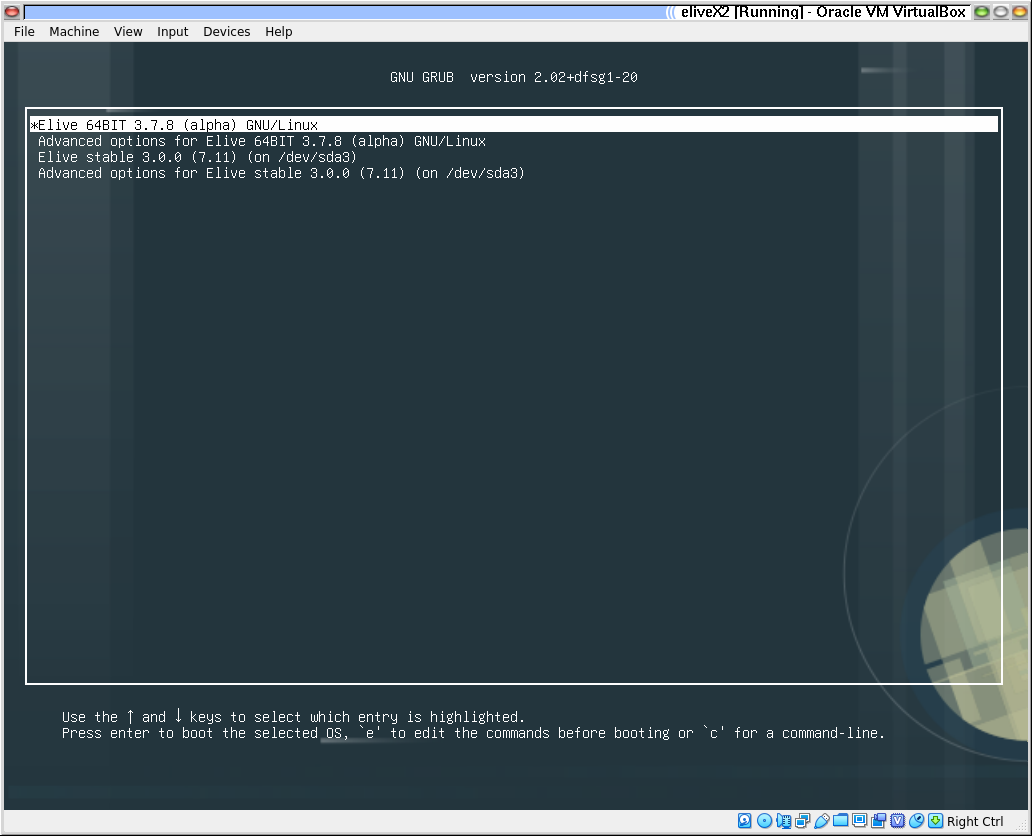 eliveX2 [Running] - Oracle VM VirtualBox
File Machine View Input Devices Help
GNU GRUB  version 2.02+dfsg1-20
*Elive 64BIT 3.7.8 (alpha) GNU/Linux
Advanced options for Elive 64BIT 3.7.8 (alpha) GNU/Linux
Elive stable 3.0.0 (7.11) (on /dev/sda3)
Advanced options for Elive stable 3.0.0 (7.11) (on /dev/sda3)
Use the ↑ and ↓ keys to select which entry is highlighted.
Press enter to boot the selected OS, `e' to edit the commands before booting or `c' for a command-line.
Right Ctrl